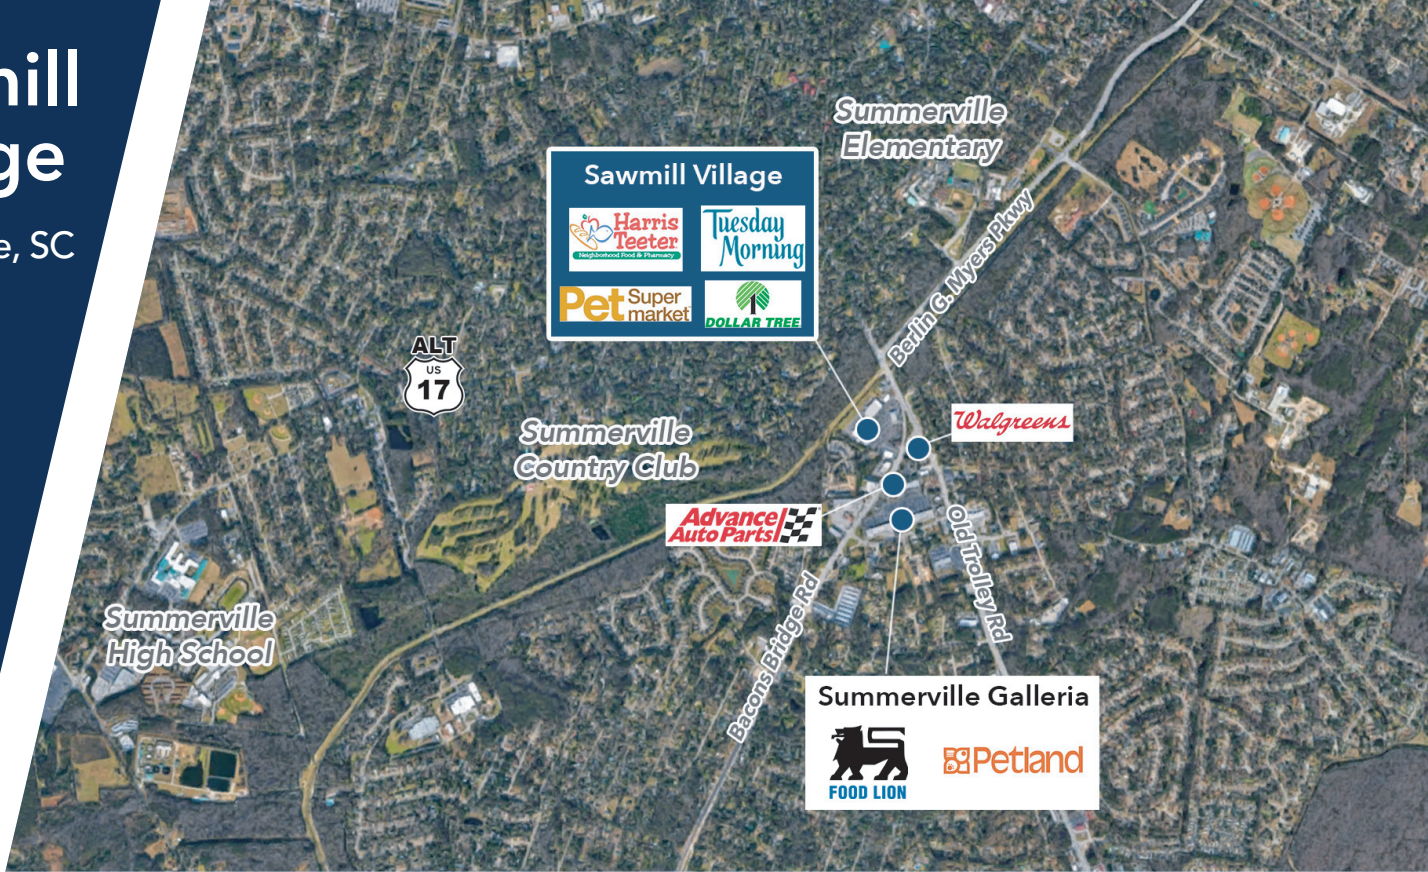 mill
ge
e, SC
Summerville
Elementary
Sawmill Village
Harris
Teeter
Neighborhood Food & Pharmacy
Tuesday
Morning
Pet Super
market
DOLLAR TREE
Berlin G. Myers Pkwy
ALT
US
17
Walgreens
Summerville
Country Club
Advance
Auto Parts
Old Trolley Rd
Bacons Bridge Rd
Summerville
High School
Summerville Galleria
FOOD LION
Petland